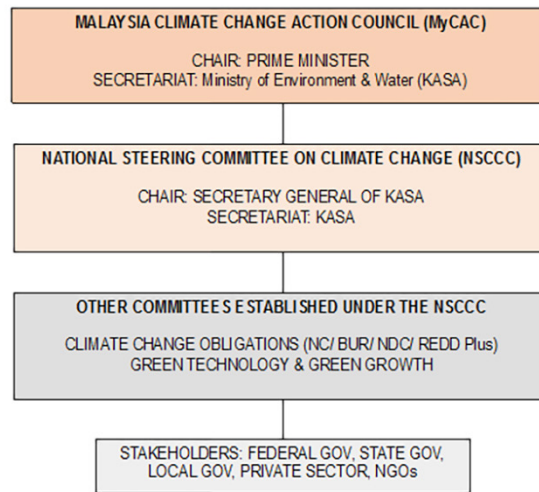 MALAYSIA CLIMATE CHANGE ACTION COUNCIL (MyCAC)
CHAIR: PRIME MINISTER
SECRETARIAT: Ministry of Environment & Water (KASA)
NATIONAL STEERING COMMITTEE ON CLIMATE CHANGE (NSCCC)
CHAIR: SECRETARY GENERAL OF KASA
SECRETARIAT: KASA
OTHER COMMITTEES ESTABLISHED UNDER THE NSCCC
CLIMATE CHANGE OBLIGATIONS (NC/ BUR/ NDC/ REDD Plus)
GREEN TECHNOLOGY & GREEN GROWTH
STAKEHOLDERS: FEDERAL GOV, STATE GOV,
LOCAL GOV, PRIVATE SECTOR, NGOs